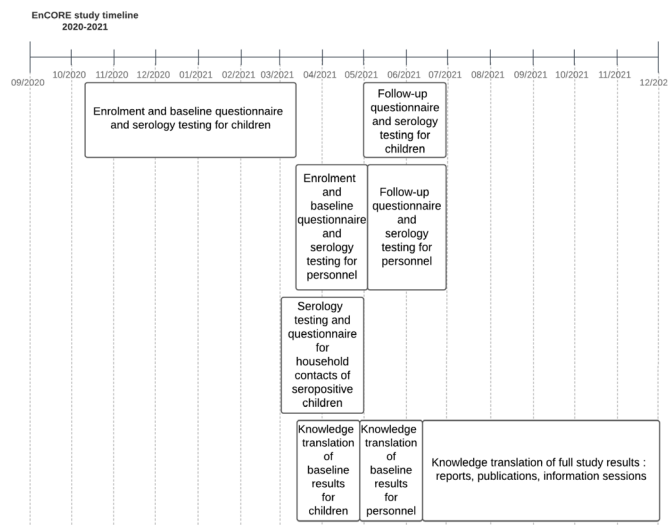 EnCORE study timeline
2020-2021
09/2020
10/2020
11/2020
12/2020
01/2021
02/2021
03/2021
04/2021
05/2021
06/2021
07/2021
08/2021
09/2021
10/2021
11/2021
12/202
Enrolment and baseline questionnaire
and serology testing for children
Follow-up
questionnaire
and serology
testing for
children
Enrolment
and
baseline
questionnaire
and
serology
testing for
personnel
Follow-up
questionnaire
and
serology
testing for
personnel
Serology
testing and
questionnaire
for
household
contacts of
seropositive
children
Knowledge
translation
of
baseline
results
for
children
Knowledge
translation
of
baseline
results
for
personnel
Knowledge translation of full study results :
reports, publications, information sessions